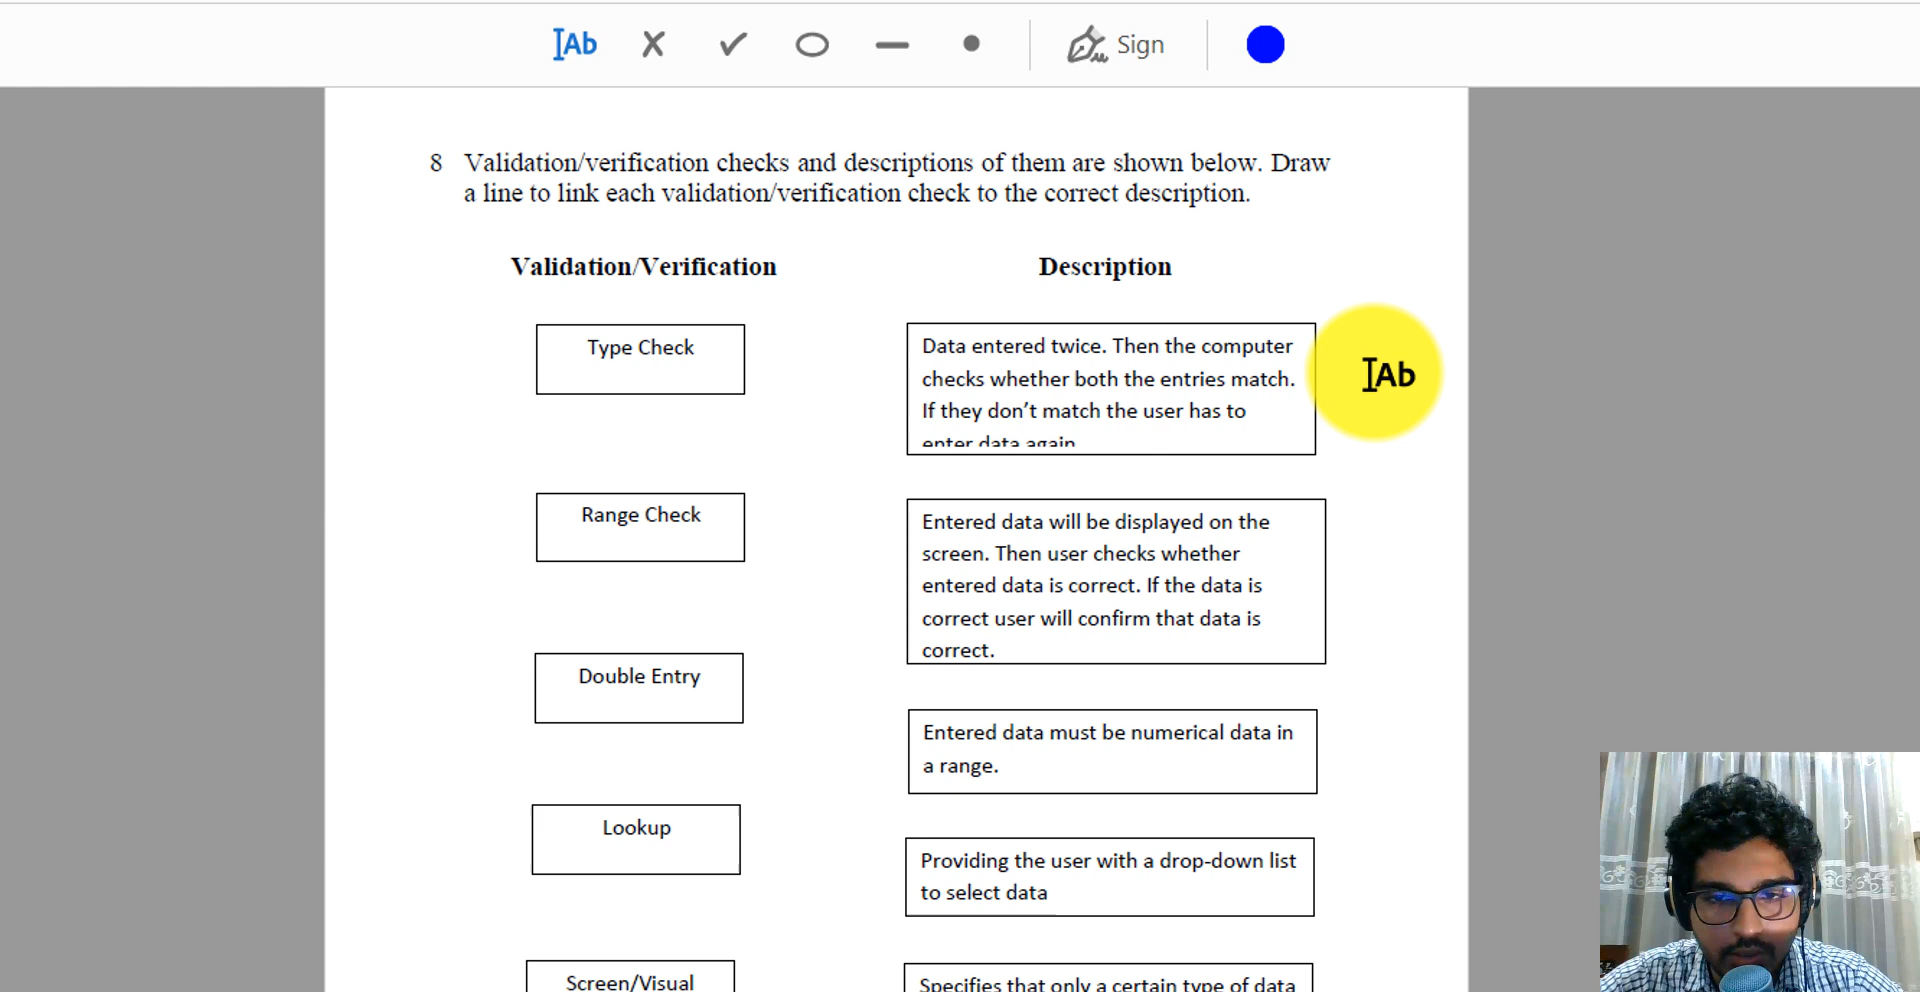 Ab
Sign
8 Validation/verification checks and descriptions of them are shown below. Draw
a line to link each validation/verification check to the correct description.
Validation/Verification
Description
Type Check
Data entered twice. Then the computer
checks whether both the entries match.
If they don’t match the user has to
enter data again
Ab
Range Check
Entered data will be displayed on the
screen. Then user checks whether
entered data is correct. If the data is
correct user will confirm that data is
correct.
Double Entry
Entered data must be numerical data in
a range.
Lookup
Providing the user with a drop-down list
to select data
Screen/Visual
Specifies that only a certain type of data